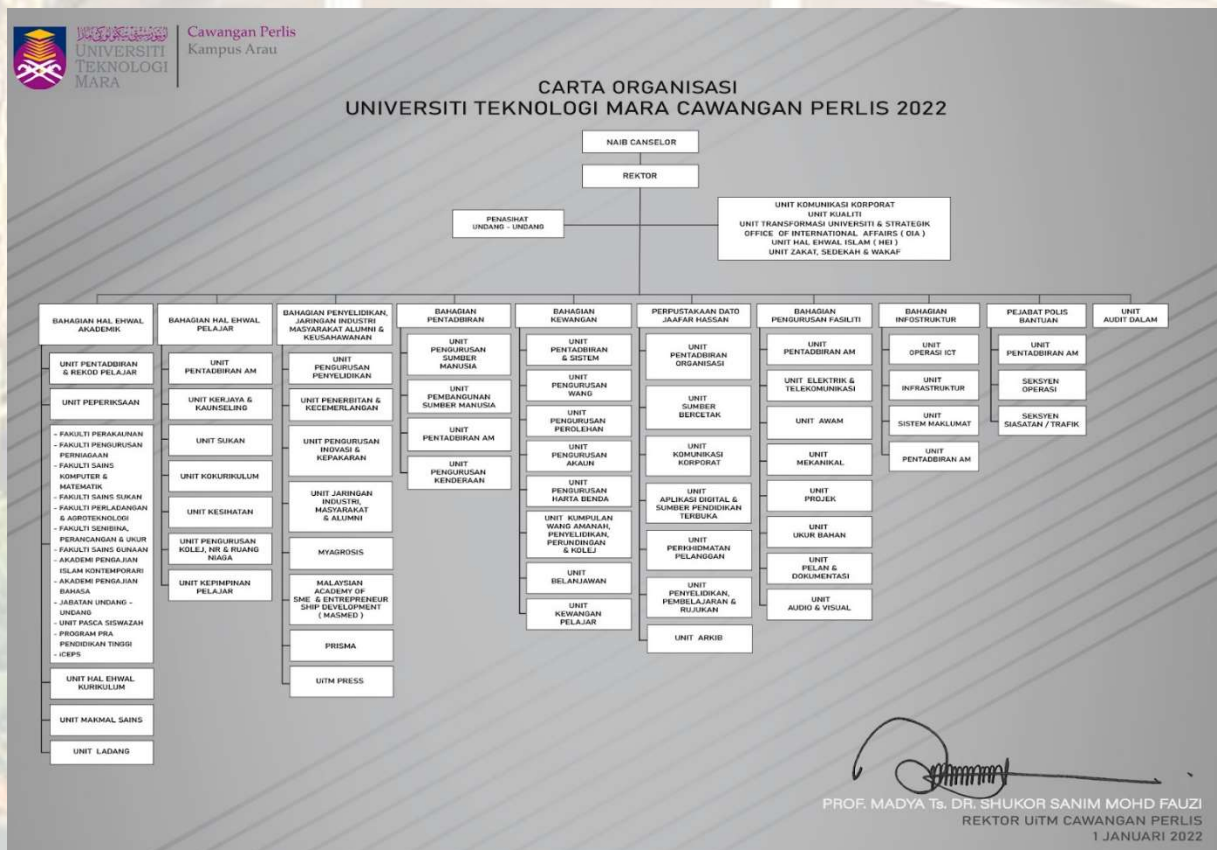 اونيۏرسيتي تيكنولوڬي مارا
UNIVERSITI
TEKNOLOGI
MARA
Cawangan Perlis
Kampus Arau
CARTA ORGANISASI
UNIVERSITI TEKNOLOGI MARA CAWANGAN PERLIS 2022
NAIB CANSELOR
REKTOR
PENASIHAT
UNDANG - UNDANG
UNIT KOMUNIKASI KORPORAT
UNIT KUALITI
UNIT TRANSFORMASI UNIVERSITI & STRATEGIK
OFFICE OF INTERNATIONAL AFFAIRS ( OIA )
UNIT HAL EHWAL ISLAM ( HEI )
UNIT ZAKAT, SEDEKAH & WAKAF
BAHAGIAN HAL EHWAL
AKADEMIK
UNIT PENTADBIRAN
& REKOD PELAJAR
UNIT PEPERIKSAAN
- FAKULTI PERAKAUNAN
- FAKULTI PENGURUSAN
PERNIAGAAN
- FAKULTI SAINS
KOMPUTER &
MATEMATIK
- FAKULTI SAINS SUKAN
- FAKULTI PERLADANGAN
& AGROTEKNOLOGI
- FAKULTI SENIBINA,
PERANCANGAN & UKUR
- FAKULTI SAINS GUNAAN
- AKADEMI PENGAJIAN
ISLAM KONTEMPORARI
- AKADEMI PENGAJIAN
BAHASA
- JABATAN UNDANG -
UNDANG
- UNIT PASCA SISWAZAH
- PROGRAM PRA
PENDIDIKAN TINGGI
- iCEPS
UNIT HAL EHWAL
KURIKULUM
UNIT MAKMAL SAINS
UNIT LADANG
BAHAGIAN HAL EHWAL
PELAJAR
UNIT
PENTADBIRAN AM
UNIT KERJAYA &
KAUNSELING
UNIT SUKAN
UNIT KOKURIKULUM
UNIT KESIHATAN
UNIT PENGURUSAN
KOLEJ, NR & RUANG
NIAGA
UNIT KEPIMPINAN
PELAJAR
BAHAGIAN PENYELIDIKAN,
JARINGAN INDUSTRI
MASYARAKAT ALUMNI &
KEUSAHAWANAN
UNIT
PENGURUSAN
PENYELIDIKAN
UNIT PENERBITAN &
KECEMERLANGAN
UNIT PENGURUSAN
INOVASI &
KEPAKARAN
UNIT JARINGAN
INDUSTRI,
MASYARAKAT
& ALUMNI
MYAGROSIS
MALAYSIAN
ACADEMY OF
SME & ENTREPRENEUR
SHIP DEVELOPMENT
( MASMED )
PRISMA
UiTM PRESS
BAHAGIAN
PENTADBIRAN
UNIT
PENGURUSAN
SUMBER
MANUSIA
UNIT
PEMBANGUNAN
SUMBER MANUSIA
UNIT
PENTADBIRAN AM
UNIT
PENGURUSAN
KENDERAAN
BAHAGIAN
KEWANGAN
UNIT
PENTADBIRAN
& SISTEM
UNIT
PENGURUSAN
WANG
UNIT
PENGURUSAN
PEROLEHAN
UNIT
PENGURUSAN
AKAUN
UNIT
PENGURUSAN
HARTA BENDA
UNIT KUMPULAN
WANG AMANAH,
PENYELIDIKAN,
PERUNDINGAN
& KOLEJ
UNIT
BELANJAWAN
UNIT
KEWANGAN
PELAJAR
PERPUSTAKAAN DATO
JAAFAR HASSAN
UNIT
PENTADBIRAN
ORGANISASI
UNIT
SUMBER
BERCETAK
UNIT
KOMUNIKASI
KORPORAT
UNIT
APLIKASI DIGITAL &
SUMBER PENDIDIKAN
TERBUKA
UNIT
PERKHIDMATAN
PELANGGAN
UNIT
PENYELIDIKAN,
PEMBELAJARAN &
RUJUKAN
UNIT ARKIB
BAHAGIAN
PENGURUSAN FASILITI
UNIT
PENTADBIRAN AM
UNIT ELEKTRIK &
TELEKOMUNIKASI
UNIT AWAM
UNIT
MEKANIKAL
UNIT
PROJEK
UNIT
UKUR BAHAN
UNIT
PELAN &
DOKUMENTASI
UNIT
AUDIO & VISUAL
BAHAGIAN
INFOSTRUKTUR
UNIT
OPERASI ICT
UNIT
INFRASTRUKTUR
UNIT
SISTEM MAKLUMAT
UNIT
PENTADBIRAN AM
PEJABAT POLIS
BANTUAN
UNIT
PENTADBIRAN AM
SEKSYEN
OPERASI
SEKSYEN
SIASATAN / TRAFIK
UNIT
AUDIT DALAM
PROF. MADYA Ts. DR. SHUKOR SANIM MOHD FAUZI
REKTOR UiTM CAWANGAN PERLIS
1 JANUARI 2022